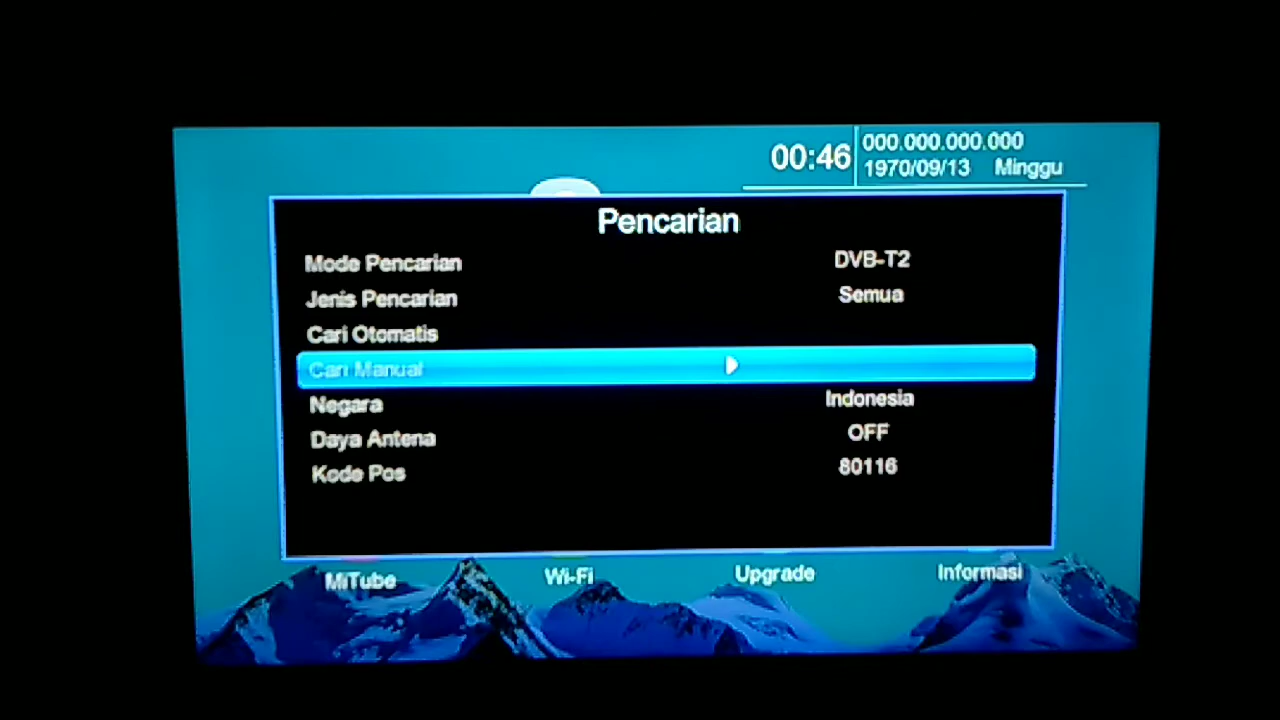 00:46
000.000.000.000
1970/09/13 Minggu
Pencarian
Mode Pencarian DVB-T2
Jenis Pencarian Semua
Cari Otomatis
Cari Manual
Negara Indonesia
Daya Antena OFF
Kode Pos 80116
MiTube Wi-Fi Upgrade Informasi